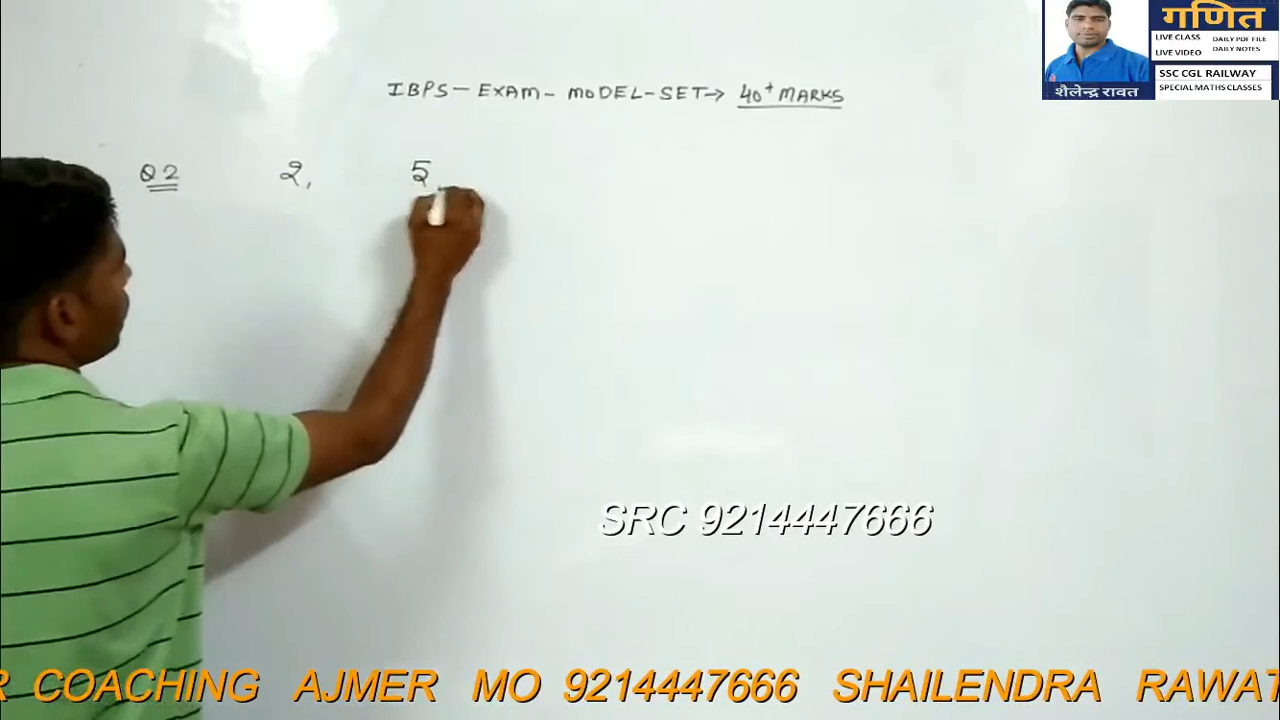 गणित
LIVE CLASS DAILY PDF FILE
LIVE VIDEO DAILY NOTES
SSC CGL RAILWAY
SPECIAL MATHS CLASSES
शैलेन्द्र रावत
IBPS - EXAM - MODEL - SET → 40+ MARKS
Q2 2, 5
SRC 9214447666
R COACHING AJMER MO 9214447666 SHAILENDRA RAWAT